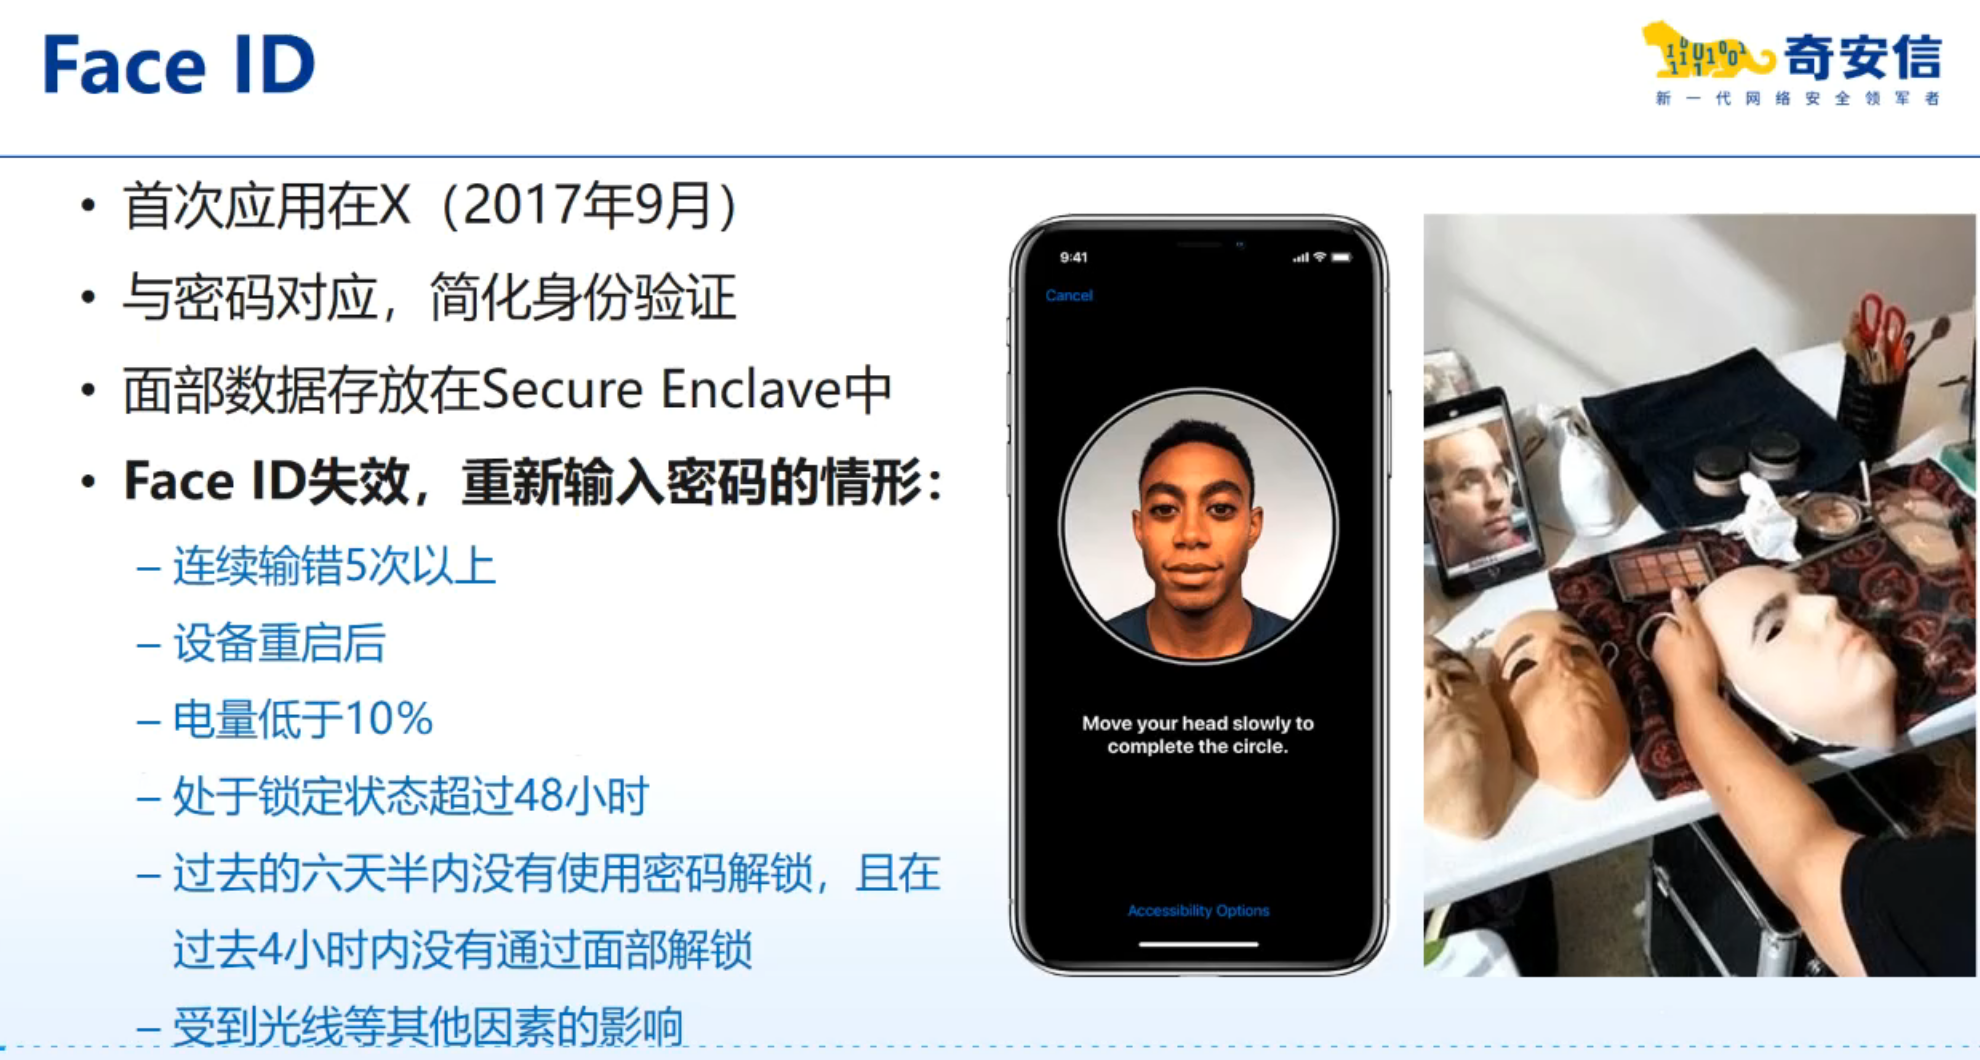 Face ID
奇安信
新一代网络安全领军者
• 首次应用在X（2017年9月）
• 与密码对应，简化身份验证
• 面部数据存放在Secure Enclave中
• Face ID失效，重新输入密码的情形：
– 连续输错5次以上
– 设备重启后
– 电量低于10%
– 处于锁定状态超过48小时
– 过去的六天半内没有使用密码解锁，且在
过去4小时内没有通过面部解锁
– 受到光线等其他因素的影响
9:41
Cancel
Move your head slowly to
complete the circle.
Accessibility Options